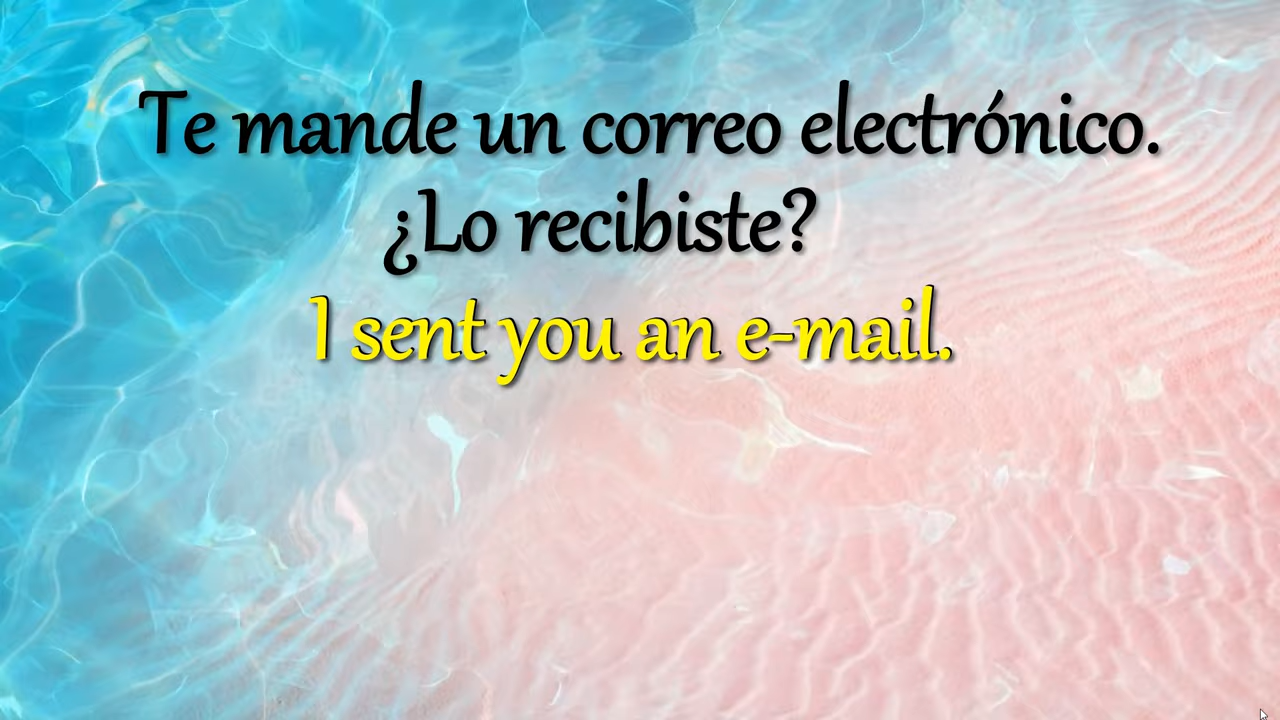 Te mande un correo electrónico.
¿Lo recibiste?
I sent you an e-mail.